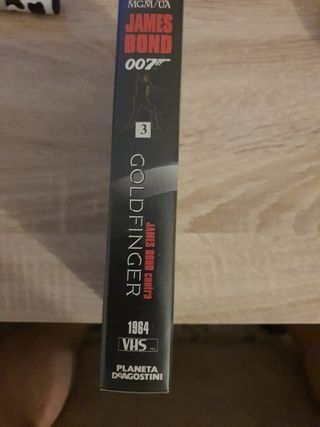 MGM/UA
JAMES
BOND
007
3
JAMES BOND contra
GOLDFINGER
1964
VHS
PLANETA
DeAGOSTINI